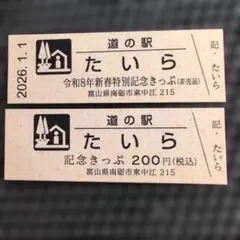 2026.1.1
道の駅
たいら
令和8年新春特別記念きっぷ(非売品)
富山県南砺市東中江 215
記・たいら
道の駅
たいら
記念きっぷ 200円(税込)
富山県南砺市東中江 215
記・たいら